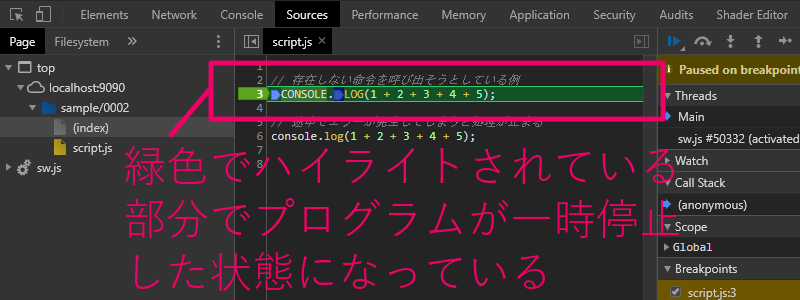 Elements Network Console Sources Performance Memory Application Security Audits Shader Editor
Page Filesystem » script.js ×
top
localhost:9090
sample/0002
(index)
script.js
sw.js
1
2 // 存在しない命令を呼び出そうとしている例
3 CONSOLE.LOG(1 + 2 + 3 + 4 + 5);
4
5 // 途中でエラーが発生してしまうと処理が止まる
6 console.log(1 + 2 + 3 + 4 + 5);
7
8
緑色でハイライトされている
部分でプログラムが一時停止
した状態になっている
Paused on breakpoin
Threads
Main
sw.js #50332 (activated
Watch
Call Stack
(anonymous)
Scope
Global
Breakpoints
script.js:3